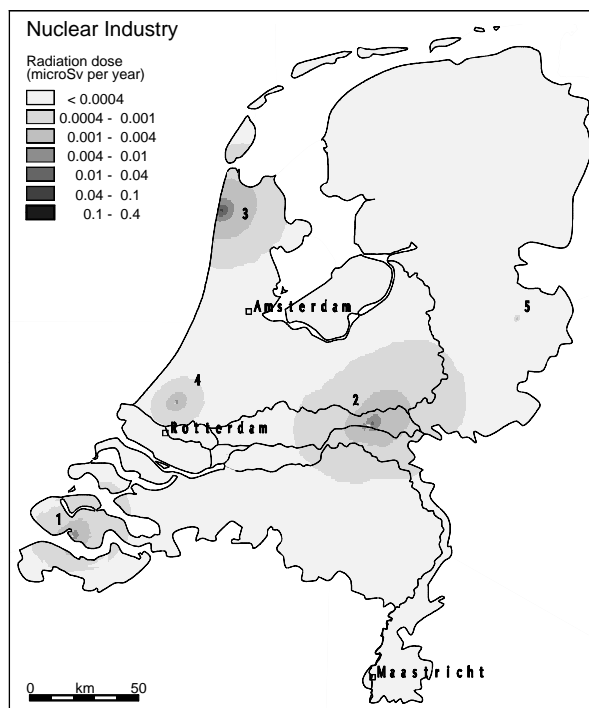 Nuclear Industry
Radiation dose
(microSv per year)
< 0.0004
0.0004 - 0.001
0.001 - 0.004
0.004 - 0.01
0.01 - 0.04
0.04 - 0.1
0.1 - 0.4
3
Amsterdam
5
4
2
Rotterdam
1
Maastricht
0 km 50